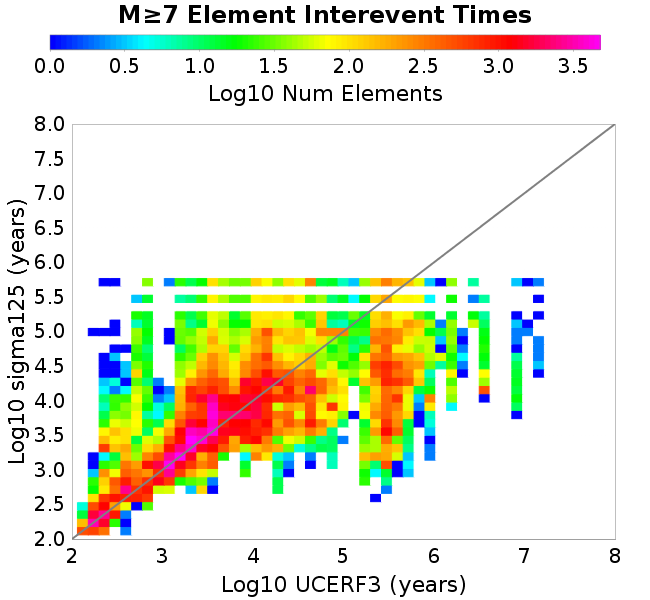 M≥7 Element Interevent Times
0.0 0.5 1.0 1.5 2.0 2.5 3.0 3.5
Log10 Num Elements
8.0
7.5
7.0
6.5
6.0
5.5
5.0
4.5
4.0
3.5
3.0
2.5
2.0
Log10 sigma125 (years)
2 3 4 5 6 7 8
Log10 UCERF3 (years)